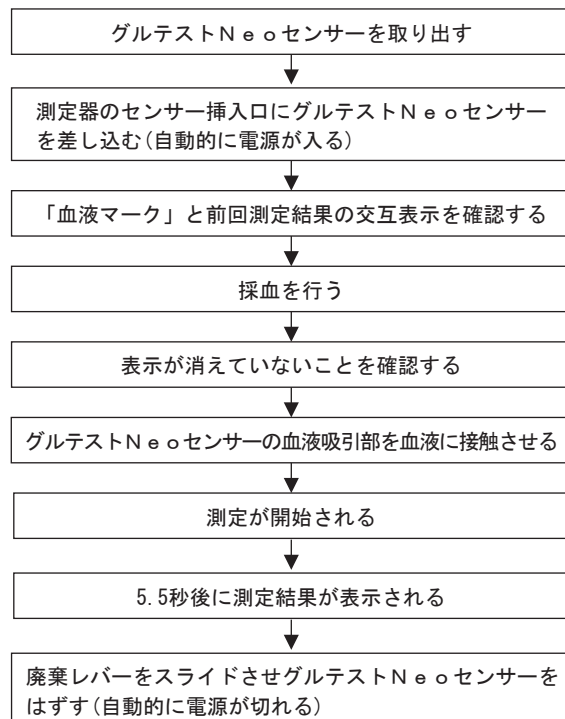 グルテストＮｅｏセンサーを取り出す
測定器のセンサー挿入口にグルテストＮｅｏセンサー
を差し込む(自動的に電源が入る)
「血液マーク」と前回測定結果の交互表示を確認する
採血を行う
表示が消えていないことを確認する
グルテストＮｅｏセンサーの血液吸引部を血液に接触させる
測定が開始される
5.5秒後に測定結果が表示される
廃棄レバーをスライドさせグルテストＮｅｏセンサーを
はずす(自動的に電源が切れる)